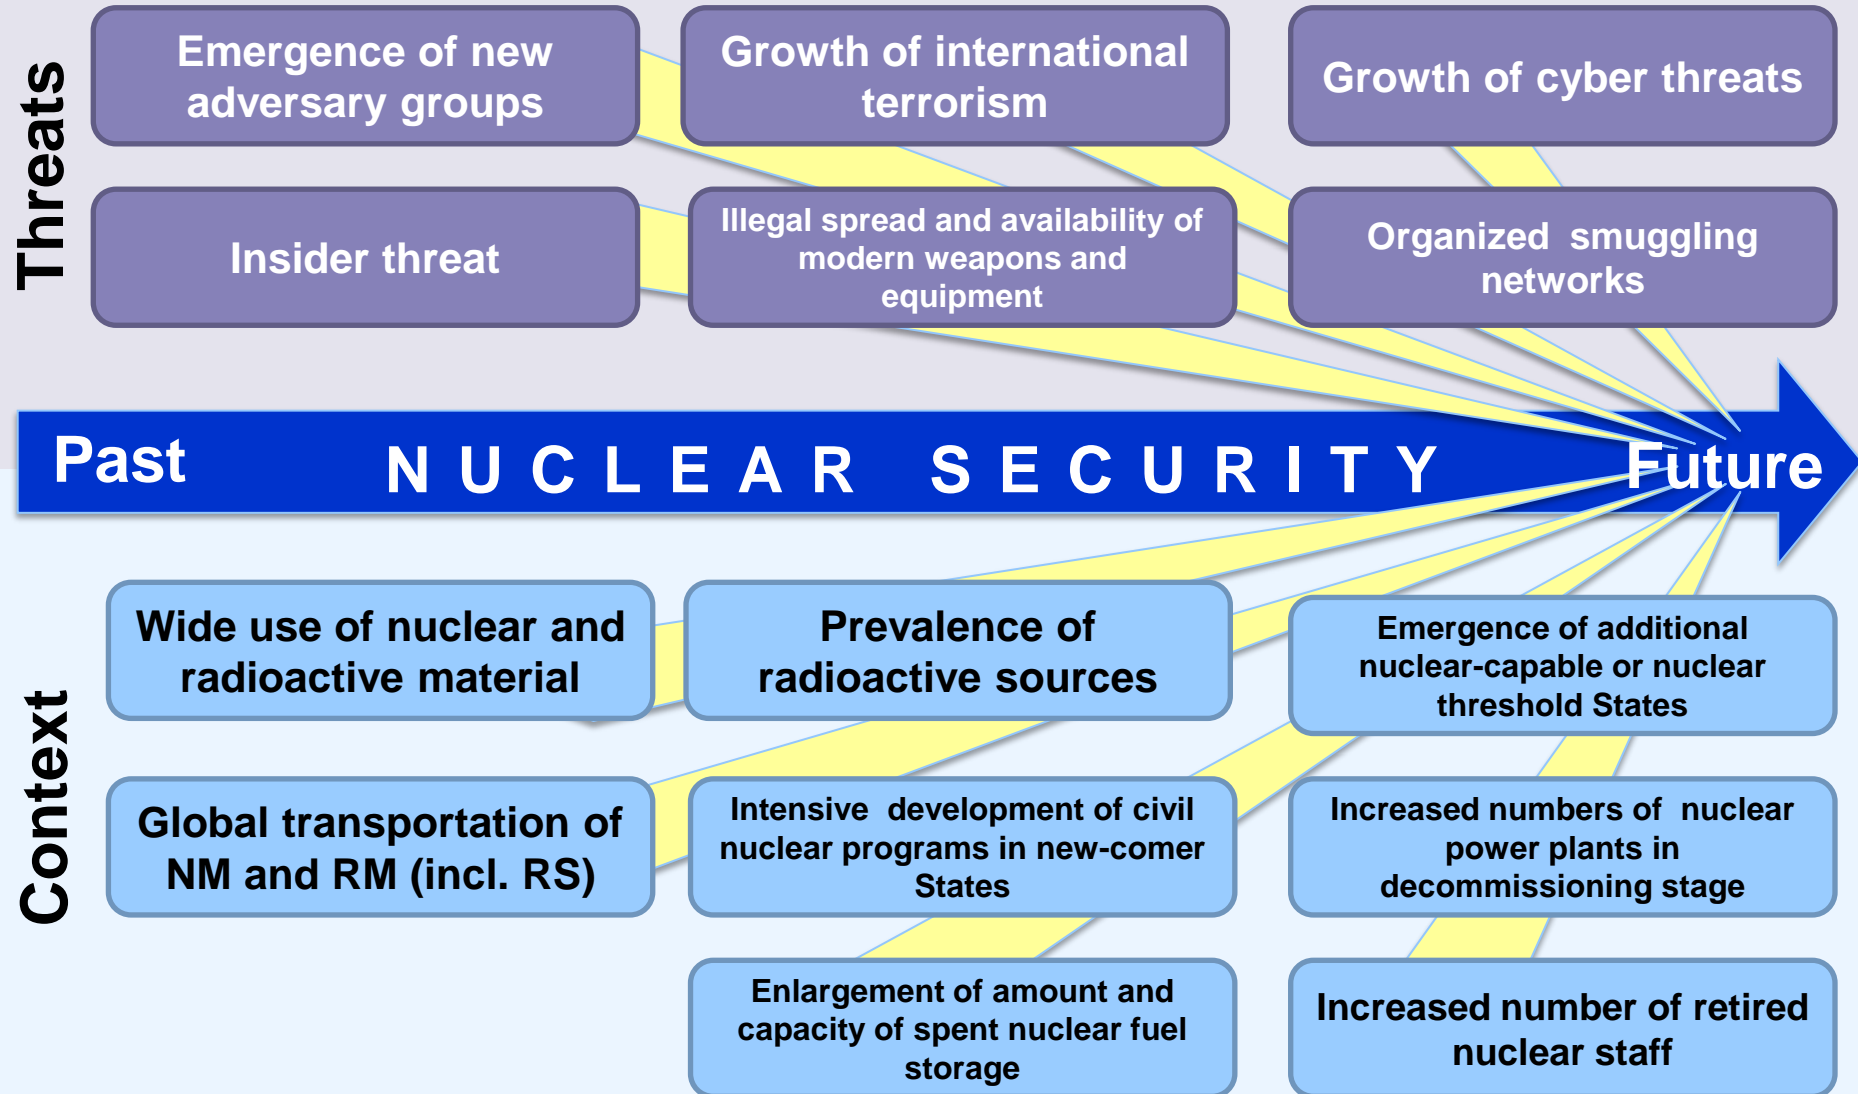 Threats
Emergence of new
adversary groups
Growth of international
terrorism
Growth of cyber threats
Insider threat
Illegal spread and availability of
modern weapons and
equipment
Organized smuggling
networks
Past
NUCLEAR SECURITY
Future
Context
Wide use of nuclear and
radioactive material
Prevalence of
radioactive sources
Emergence of additional
nuclear-capable or nuclear
threshold States
Global transportation of
NM and RM (incl. RS)
Intensive development of civil
nuclear programs in new-comer
States
Increased numbers of nuclear
power plants in
decommissioning stage
Enlargement of amount and
capacity of spent nuclear fuel
storage
Increased number of retired
nuclear staff